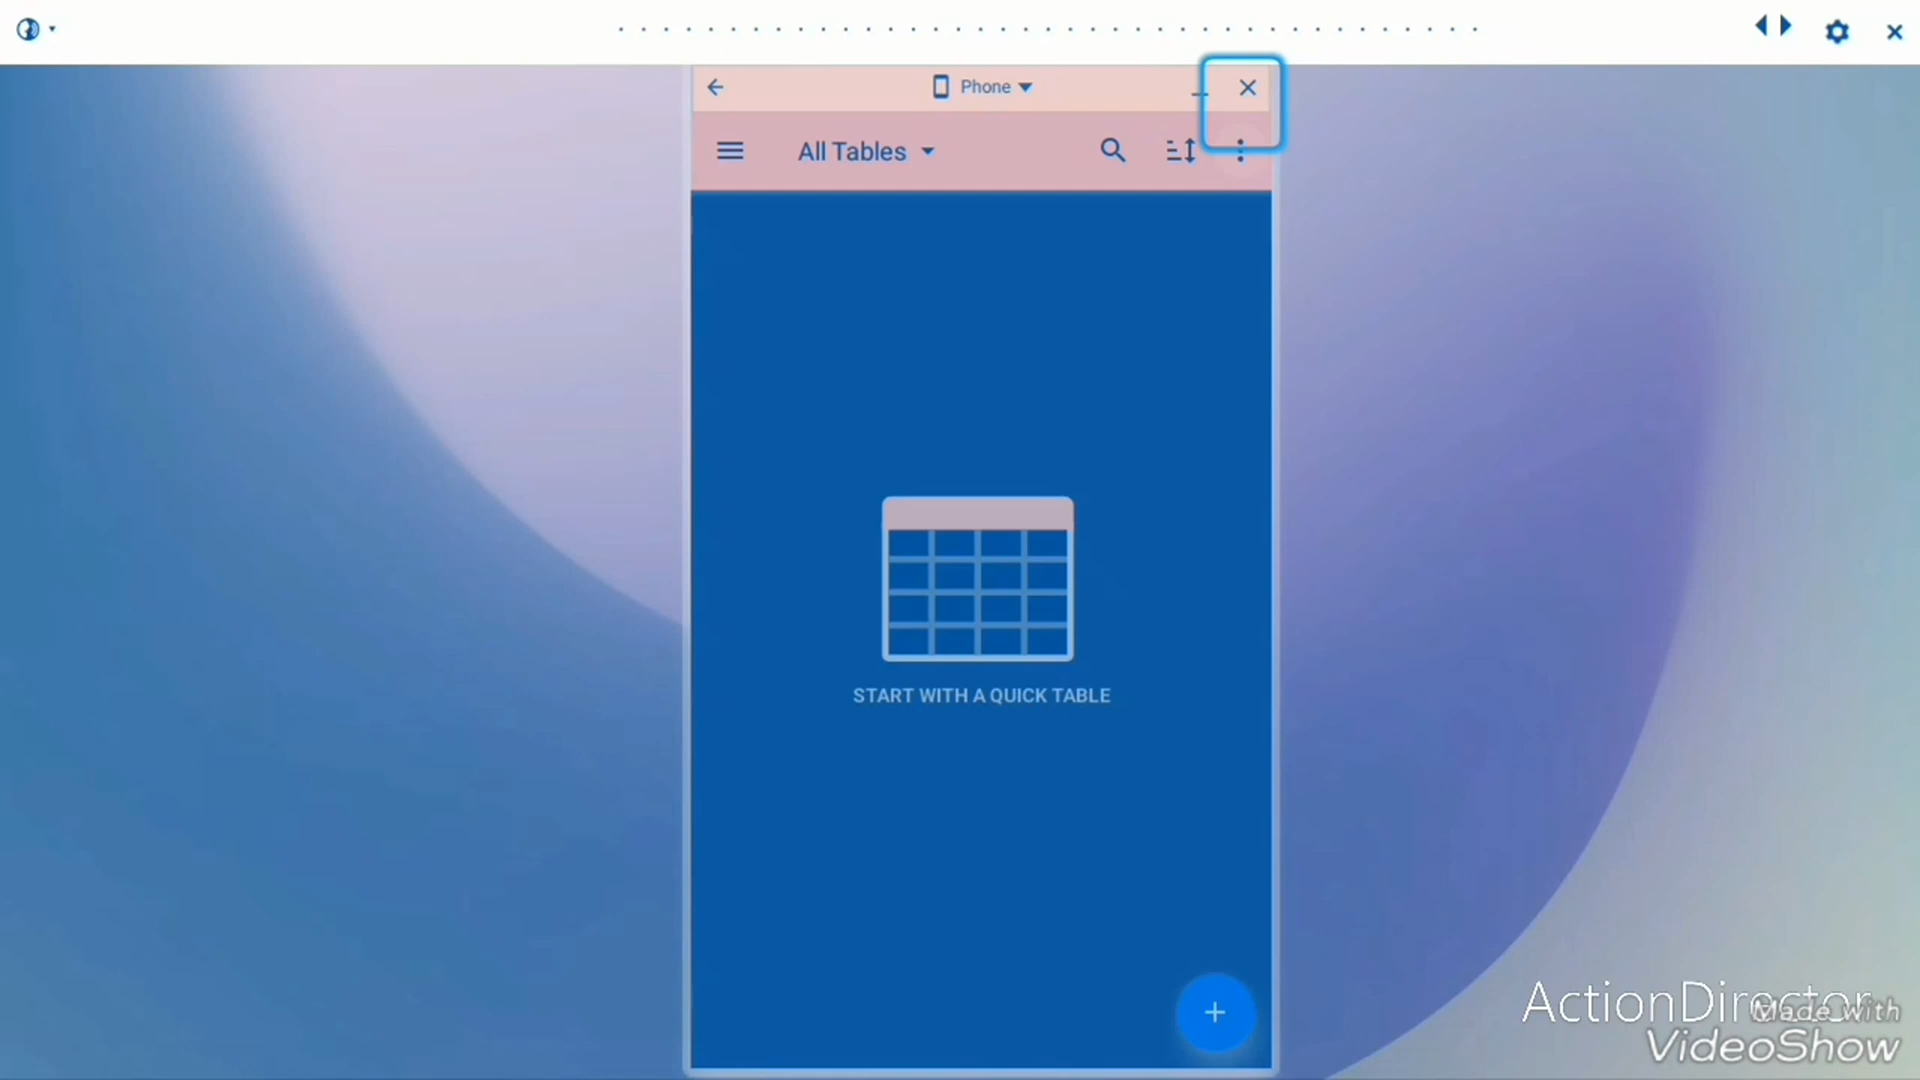 Phone
All Tables
START WITH A QUICK TABLE
ActionDirector
Made with
VideoShow